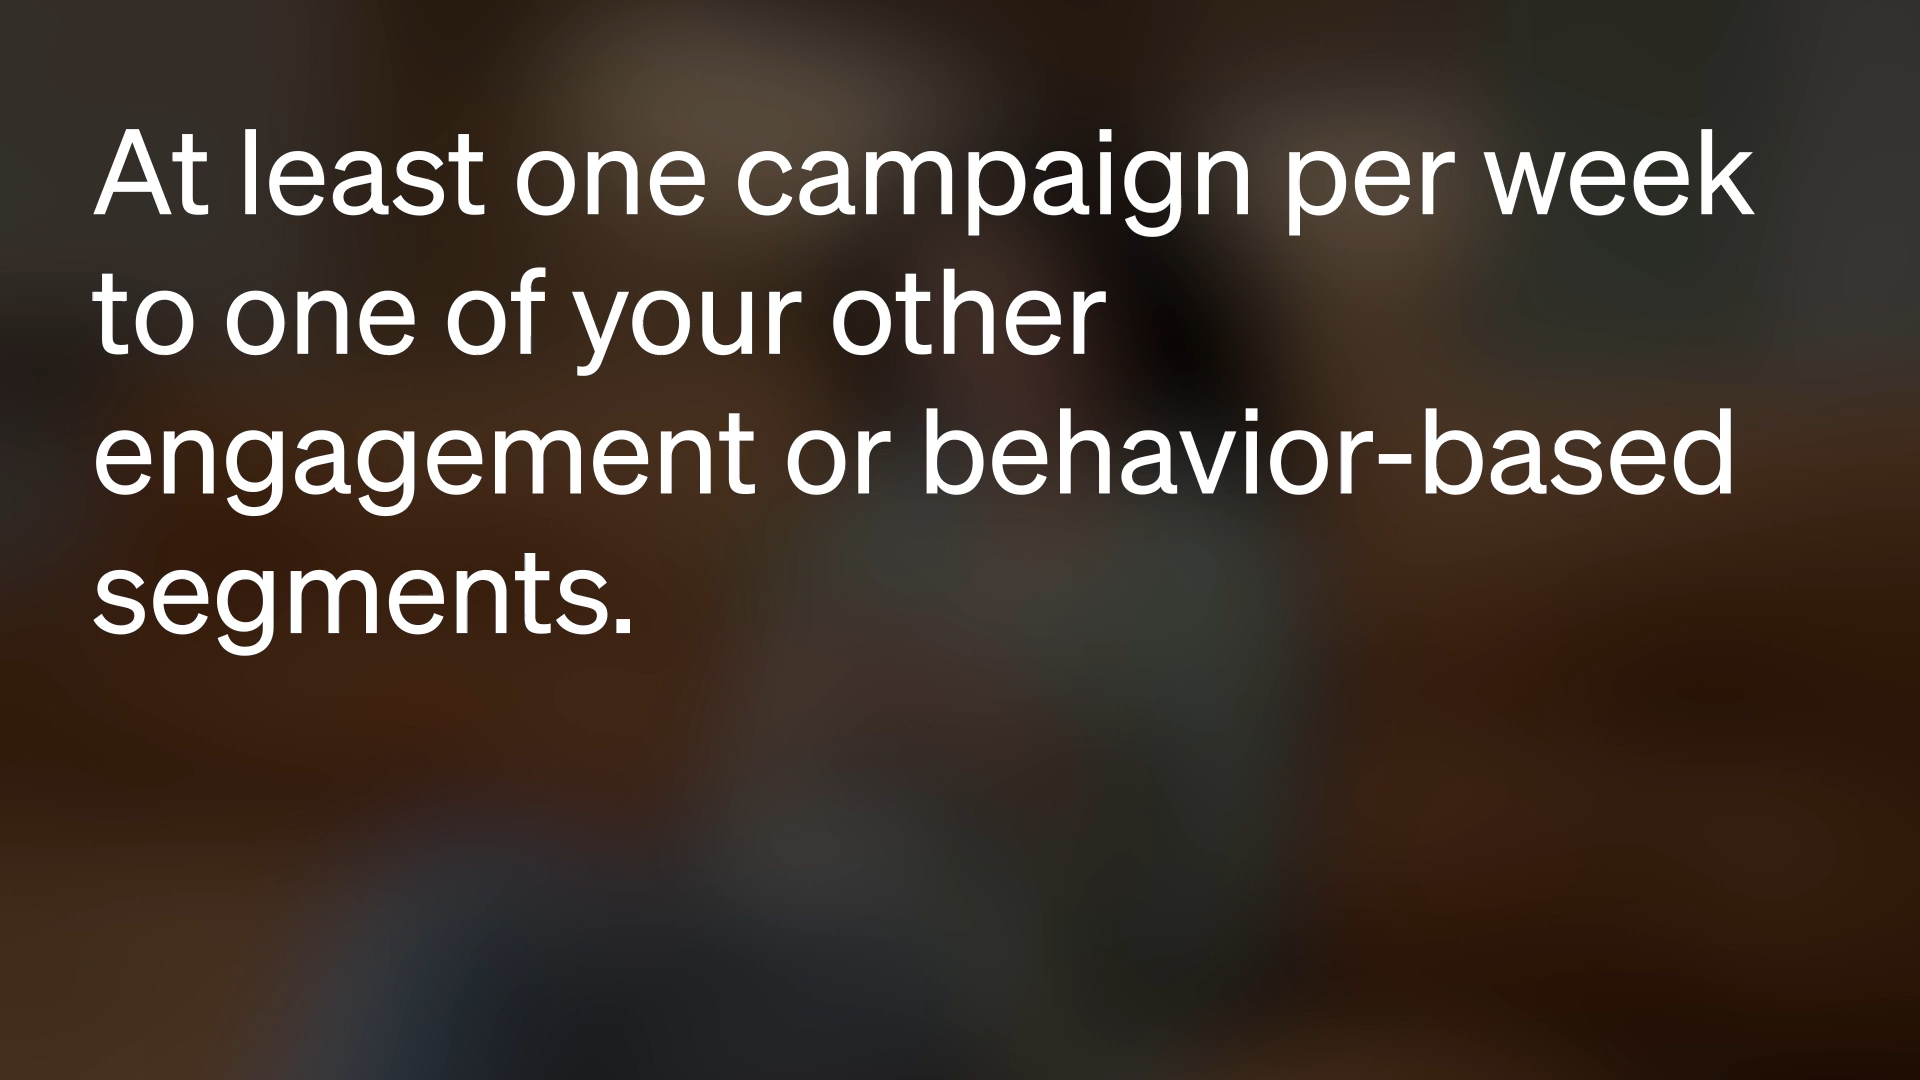 At least one campaign per week
to one of your other
engagement or behavior-based
segments.